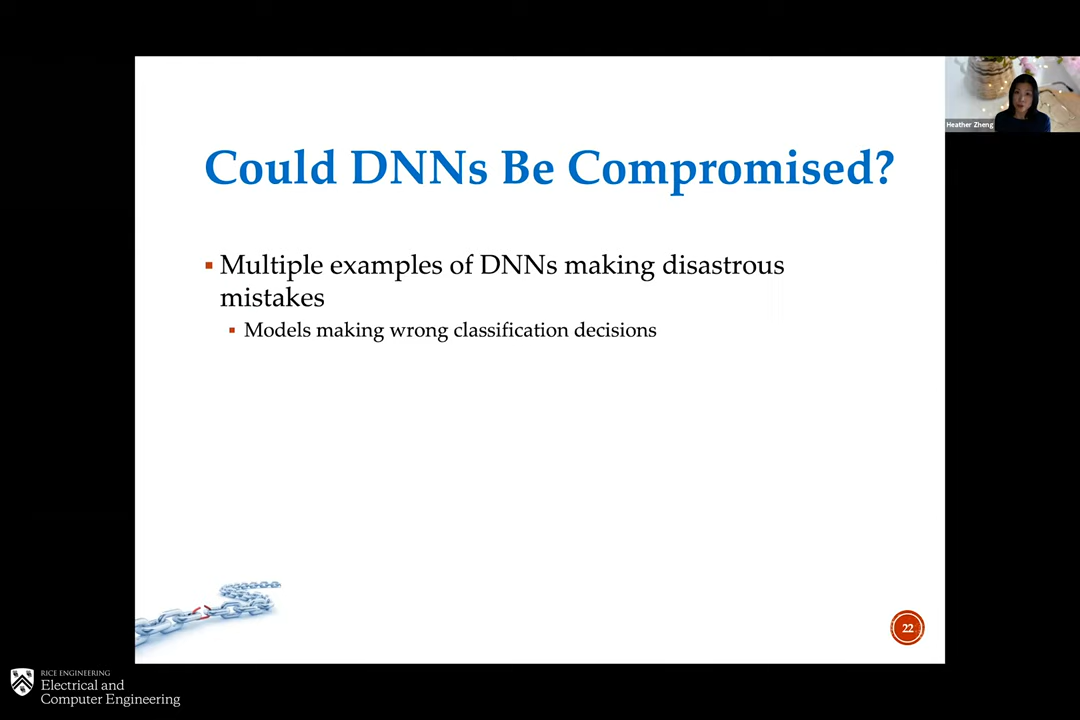 Could DNNs Be Compromised?
▪ Multiple examples of DNNs making disastrous
mistakes
▪ Models making wrong classification decisions
22
Heather Zheng
RICE ENGINEERING
Electrical and
Computer Engineering